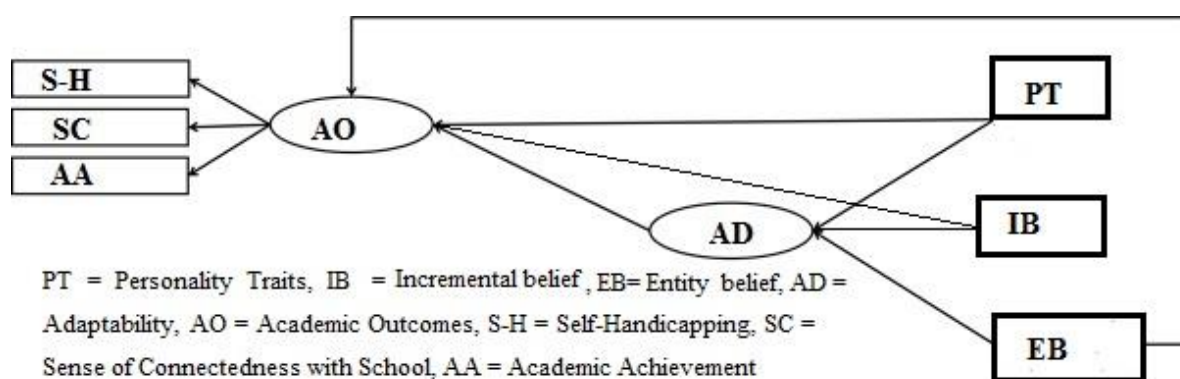 S-H
SC
AA
AO
PT
AD
IB
EB
PT = Personality Traits, IB = Incremental belief , EB= Entity belief, AD =
Adaptability, AO = Academic Outcomes, S-H = Self-Handicapping, SC =
Sense of Connectedness with School, AA = Academic Achievement